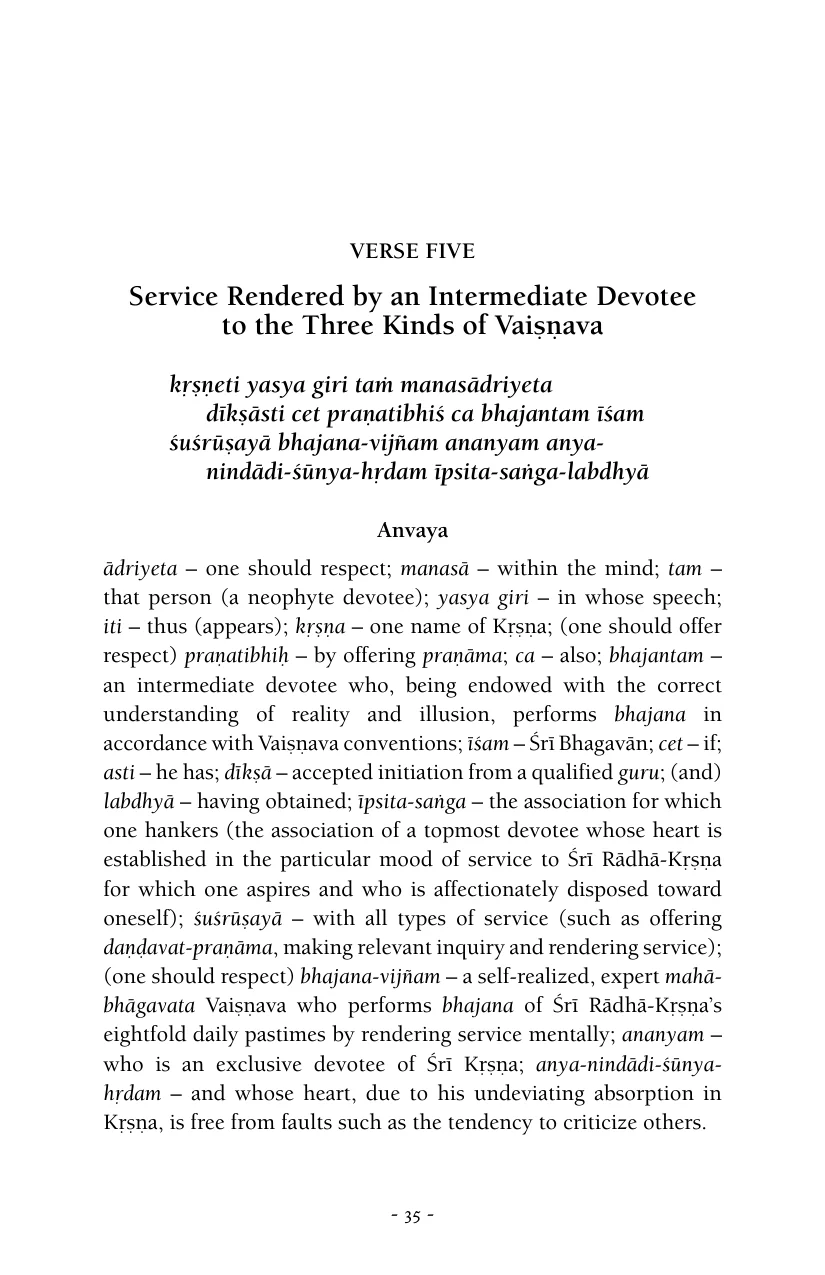 VERSE FIVE
Service Rendered by an Intermediate Devotee
to the Three Kinds of Vaiṣṇava
kṛṣṇeti yasya giri taṁ manasādriyeta
dīkṣāsti cet praṇatibhiś ca bhajantam īśam
śuśrūṣayā bhajana-vijñam ananyam anya-
nindādi-śūnya-hṛdam īpsita-saṅga-labdhyā
Anvaya
ādriyeta – one should respect; manasā – within the mind; tam –
that person (a neophyte devotee); yasya giri – in whose speech;
iti – thus (appears); kṛṣṇa – one name of Kṛṣṇa; (one should offer
respect) praṇatibhiḥ – by offering praṇāma; ca – also; bhajantam –
an intermediate devotee who, being endowed with the correct
understanding of reality and illusion, performs bhajana in
accordance with Vaiṣṇava conventions; īśam – Śrī Bhagavān; cet – if;
asti – he has; dīkṣā – accepted initiation from a qualified guru; (and)
labdhyā – having obtained; īpsita-saṅga – the association for which
one hankers (the association of a topmost devotee whose heart is
established in the particular mood of service to Śrī Rādhā-Kṛṣṇa
for which one aspires and who is affectionately disposed toward
oneself); śuśrūṣayā – with all types of service (such as offering
daṇḍavat-praṇāma, making relevant inquiry and rendering service);
(one should respect) bhajana-vijñam – a self-realized, expert mahā-
bhāgavata Vaiṣṇava who performs bhajana of Śrī Rādhā-Kṛṣṇa’s
eightfold daily pastimes by rendering service mentally; ananyam –
who is an exclusive devotee of Śrī Kṛṣṇa; anya-nindādi-śūnya-
hṛdam – and whose heart, due to his undeviating absorption in
Kṛṣṇa, is free from faults such as the tendency to criticize others.
- 35 -